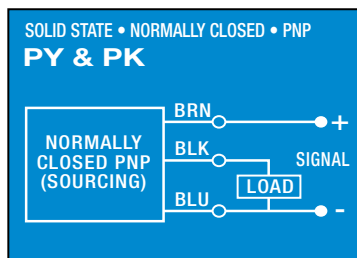 SOLID STATE • NORMALLY CLOSED • PNP
PY & PK
BRN
+
NORMALLY
CLOSED PNP
(SOURCING)
BLK
SIGNAL
LOAD
BLU
-